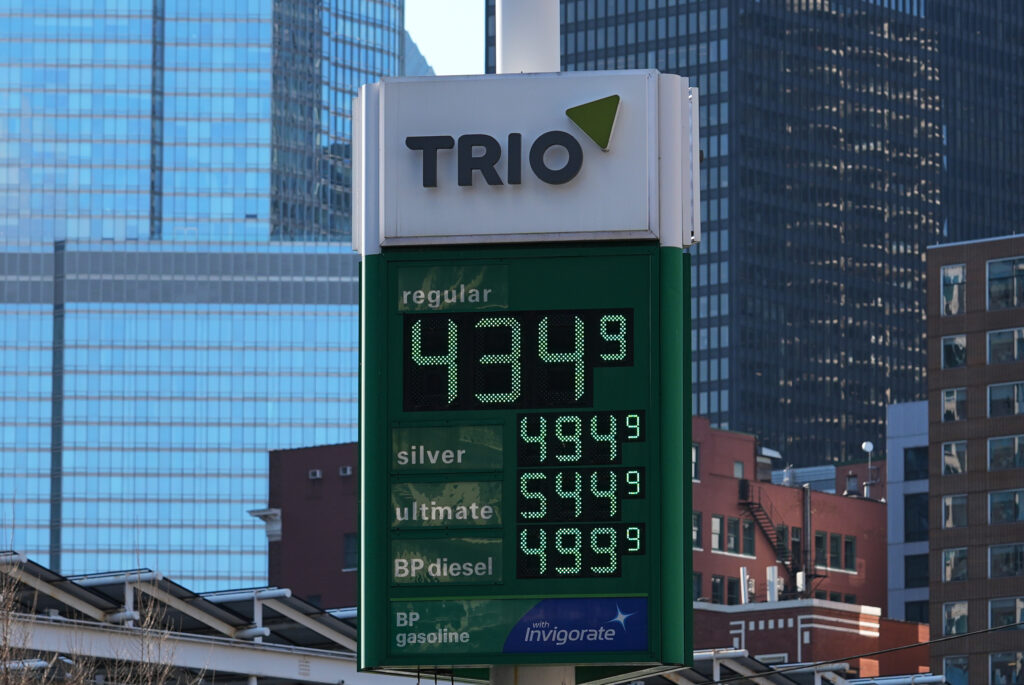 TRIO
regular
434 9
silver 494 9
ultimate 544 9
BP diesel 499 9
BP
gasoline
with
Invigorate